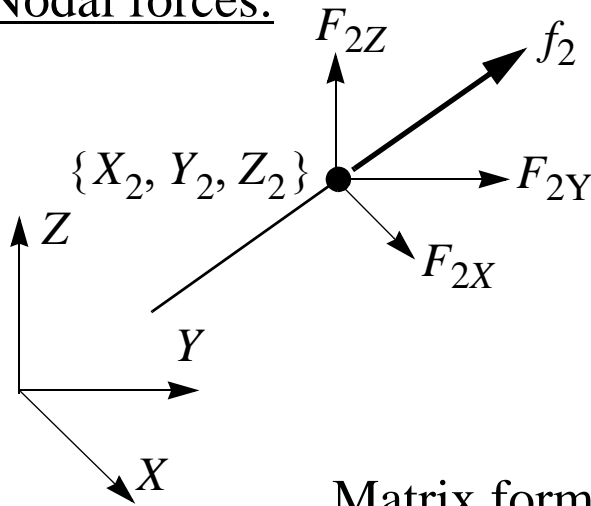 Nodal forces:
F2Z
f2
{X2, Y2, Z2}
F2Y
Z
F2X
Y
X
Matrix form